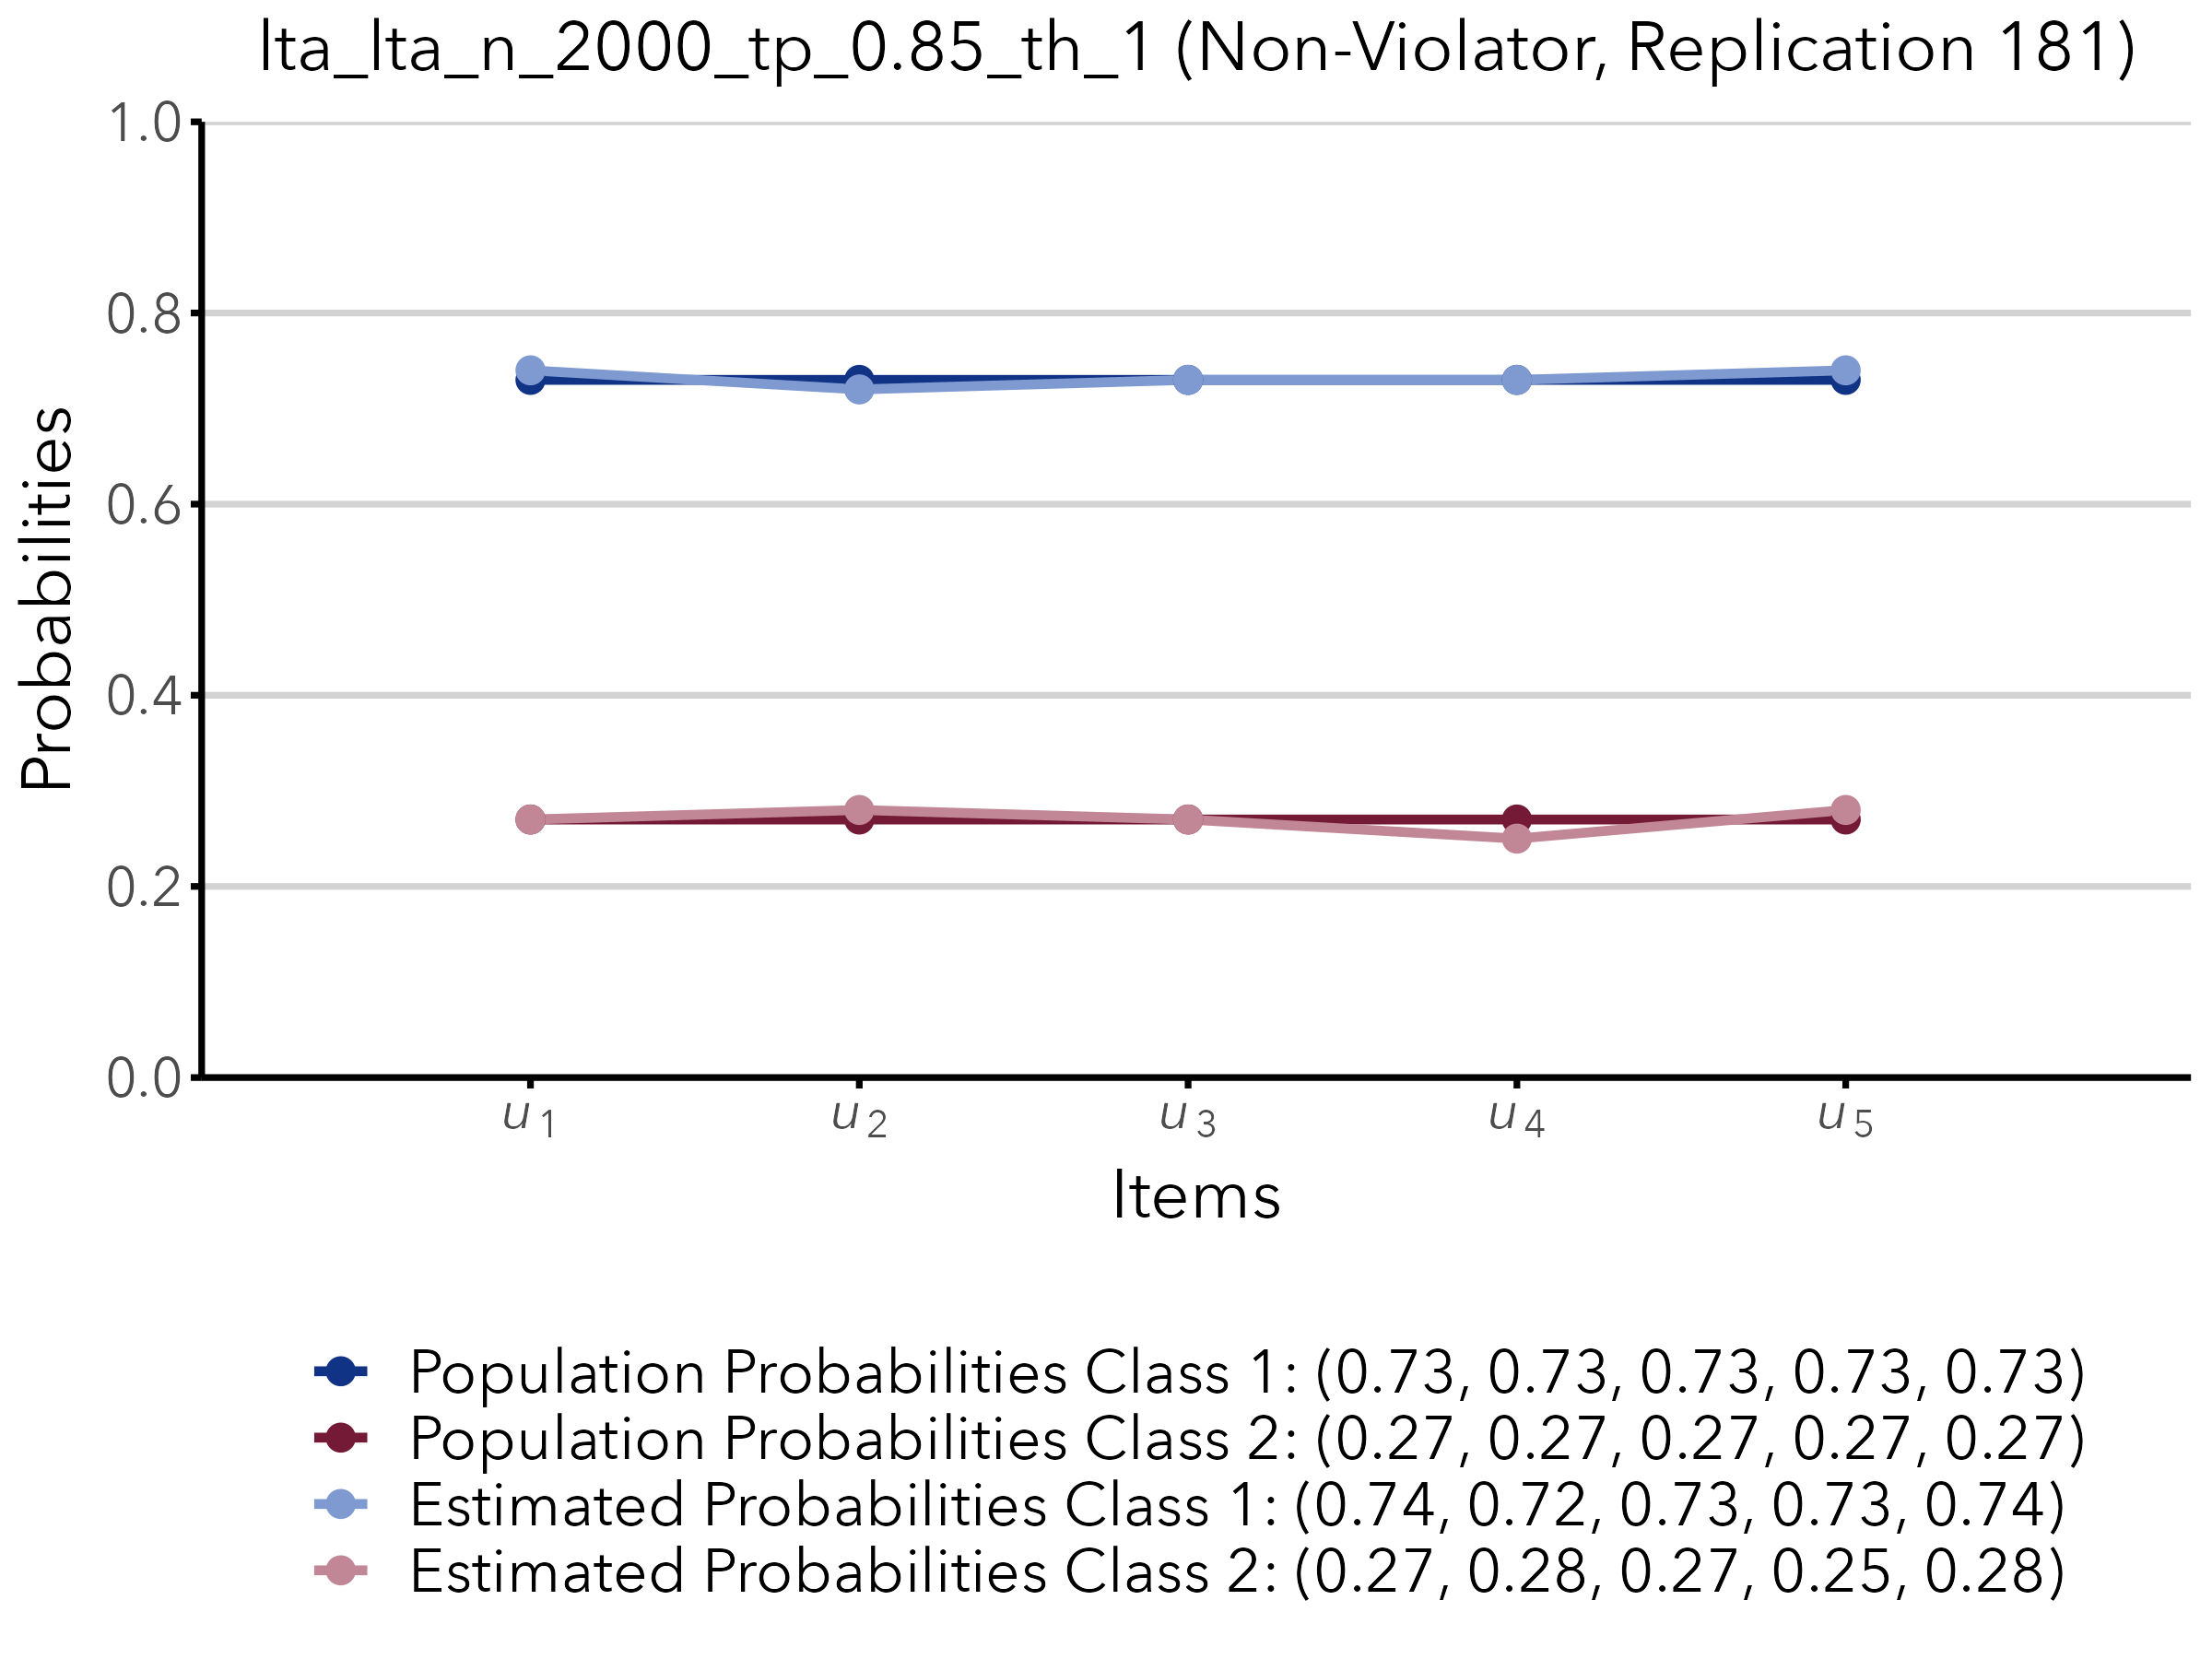 lta_lta_n_2000_tp_0.85_th_1 (Non-Violator, Replication 181)
1.0
0.8
0.6
0.4
0.2
0.0
Probabilities
u1 u2 u3 u4 u5
Items
Population Probabilities Class 1: (0.73, 0.73, 0.73, 0.73, 0.73)
Population Probabilities Class 2: (0.27, 0.27, 0.27, 0.27, 0.27)
Estimated Probabilities Class 1: (0.74, 0.72, 0.73, 0.73, 0.74)
Estimated Probabilities Class 2: (0.27, 0.28, 0.27, 0.25, 0.28)